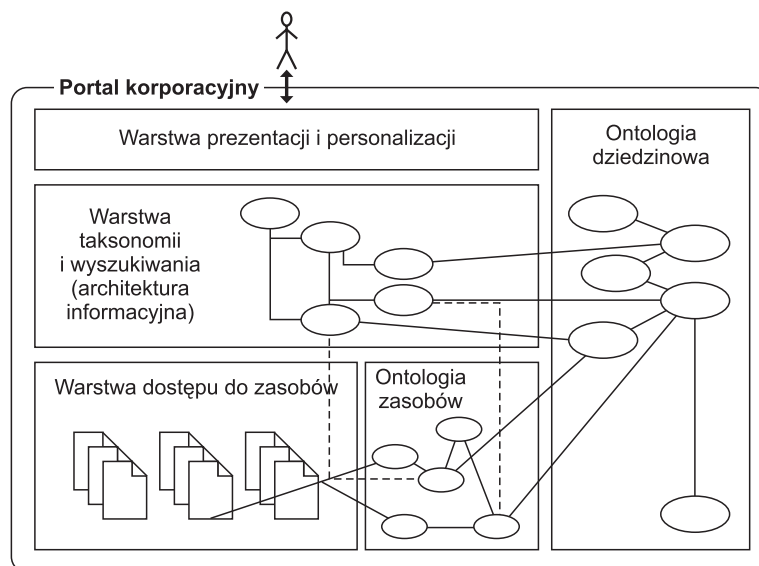 Portal korporacyjny
Warstwa prezentacji i personalizacji
Ontologia
dziedzinowa
Warstwa
taksonomii
i wyszukiwania
(architektura
informacyjna)
Warstwa dostępu do zasobów
Ontologia
zasobów